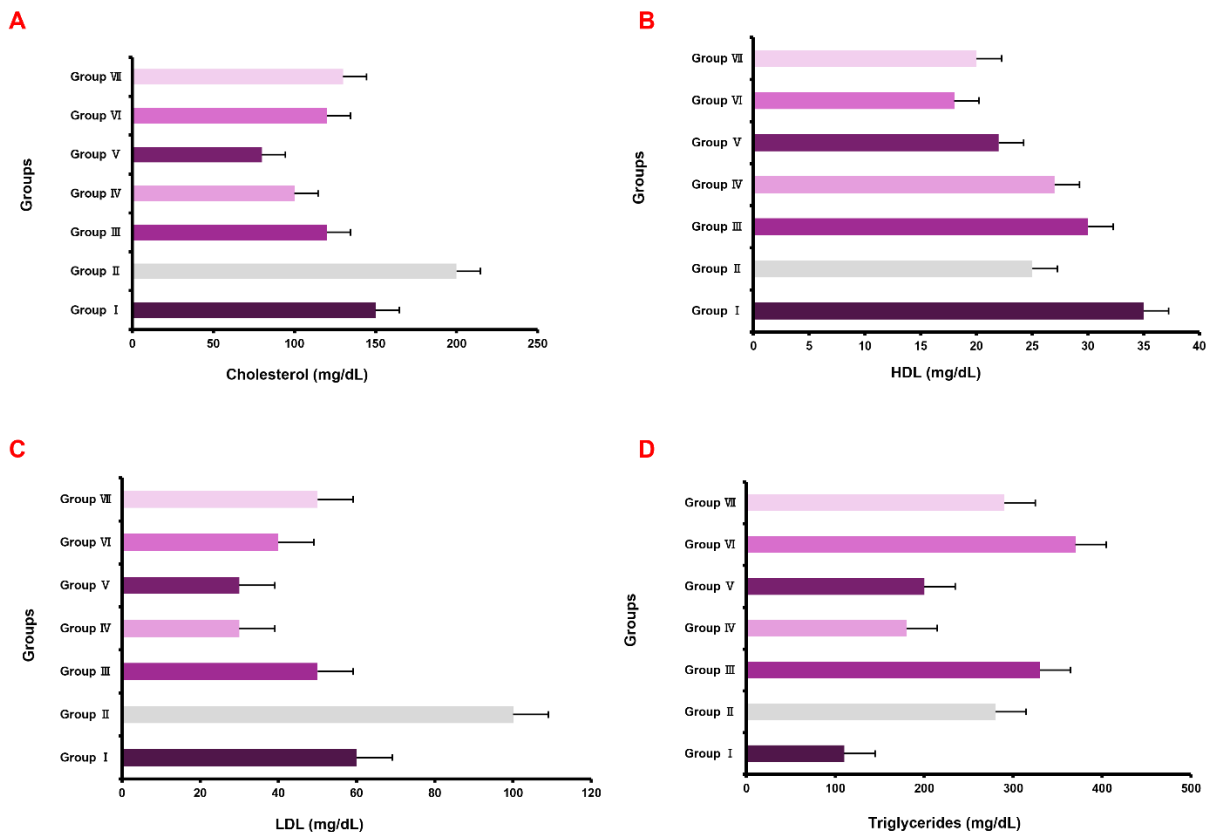 A
Groups
Group Ⅶ
Group Ⅵ
Group Ⅴ
Group Ⅳ
Group Ⅲ
Group Ⅱ
Group Ⅰ
0 50 100 150 200 250
Cholesterol (mg/dL)
B
Groups
Group Ⅶ
Group Ⅵ
Group Ⅴ
Group Ⅳ
Group Ⅲ
Group Ⅱ
Group Ⅰ
0 5 10 15 20 25 30 35 40
HDL (mg/dL)
C
Groups
Group Ⅶ
Group Ⅵ
Group Ⅴ
Group Ⅳ
Group Ⅲ
Group Ⅱ
Group Ⅰ
0 20 40 60 80 100 120
LDL (mg/dL)
D
Groups
Group Ⅶ
Group Ⅵ
Group Ⅴ
Group Ⅳ
Group Ⅲ
Group Ⅱ
Group Ⅰ
0 100 200 300 400 500
Triglycerides (mg/dL)